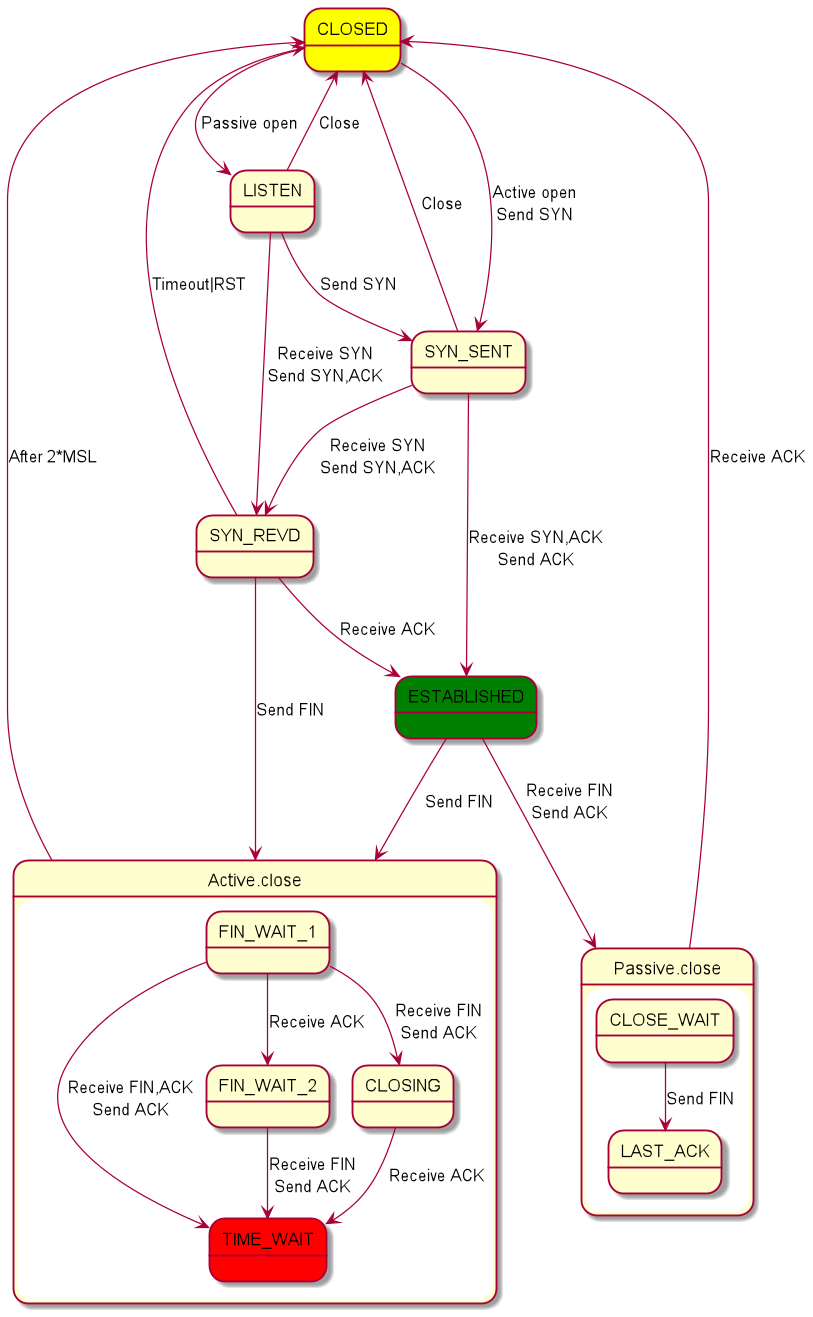 CLOSED
Passive open
Close
LISTEN
Active open
Send SYN
Close
Timeout|RST
Send SYN
SYN_SENT
Receive SYN
Send SYN,ACK
Receive SYN
Send SYN,ACK
After 2*MSL
Receive ACK
SYN_REVD
Receive SYN,ACK
Send ACK
Receive ACK
ESTABLISHED
Send FIN
Send FIN
Receive FIN
Send ACK
Active.close
FIN_WAIT_1
Receive ACK
Receive FIN
Send ACK
Receive FIN,ACK
Send ACK
FIN_WAIT_2
CLOSING
Receive FIN
Send ACK
Receive ACK
TIME_WAIT
Passive.close
CLOSE_WAIT
Send FIN
LAST_ACK